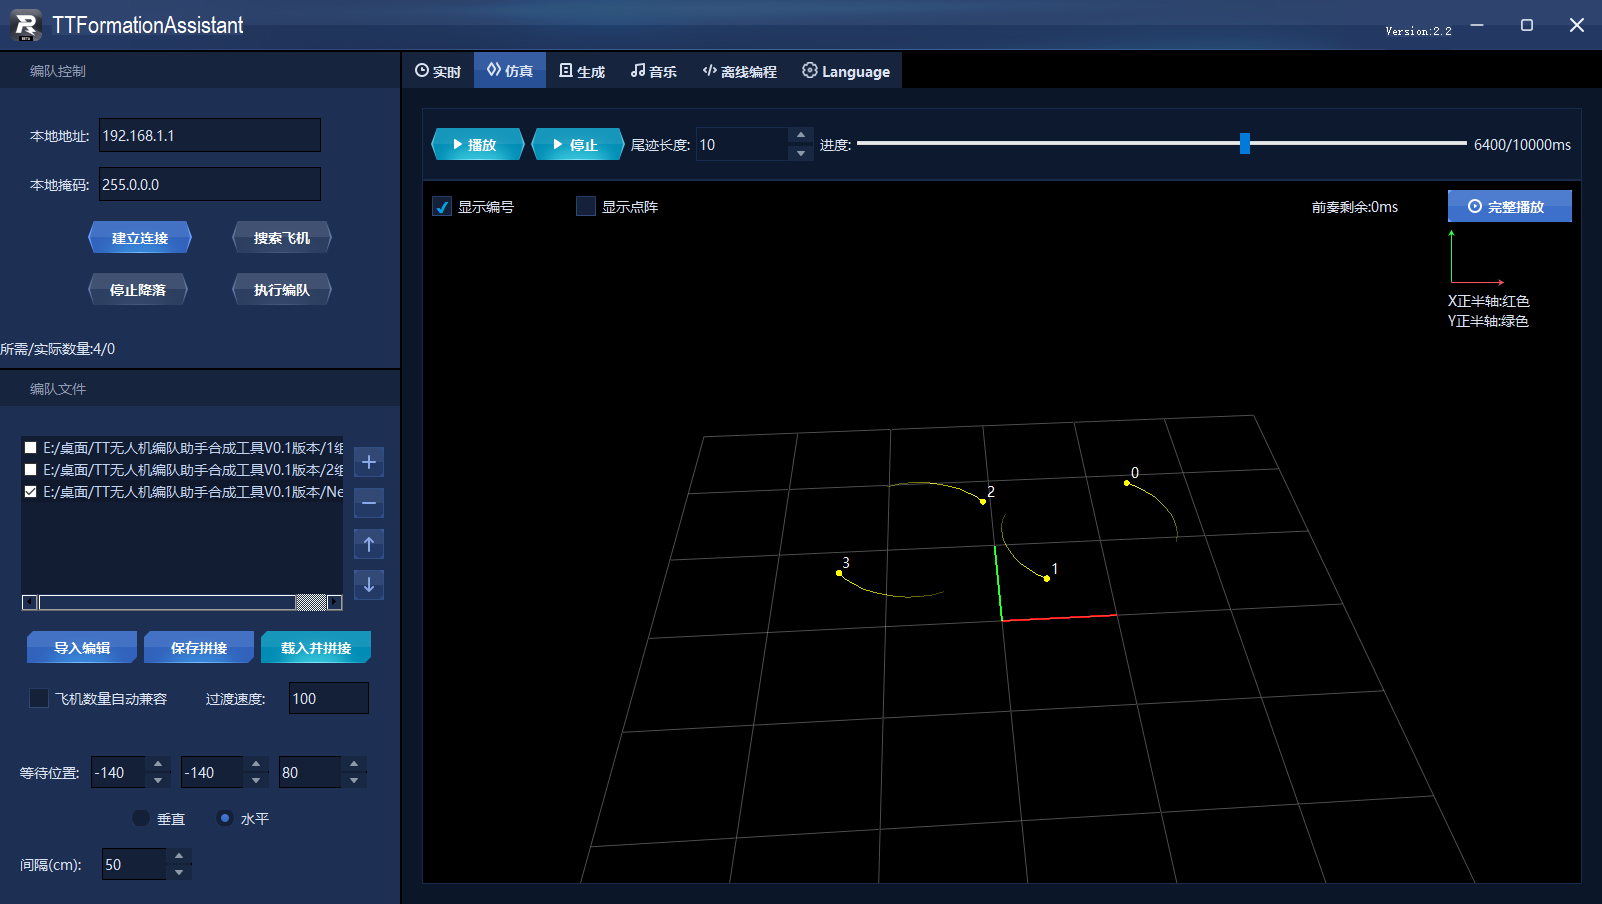 TTFormationAssistant
Version:2.2
编队控制
本地地址: 192.168.1.1
本地掩码: 255.0.0.0
建立连接 搜索飞机
停止降落 执行编队
所需/实际数量:4/0
编队文件
E:/桌面/TT无人机编队助手合成工具V0.1版本/1组
E:/桌面/TT无人机编队助手合成工具V0.1版本/2组
E:/桌面/TT无人机编队助手合成工具V0.1版本/Ne
导入编辑 保存拼接 载入并拼接
飞机数量自动兼容 过渡速度: 100
等待位置: -140 -140 80
垂直 水平
间隔(cm): 50
实时 仿真 生成 音乐 离线编程 Language
播放 停止 尾迹长度: 10 进度: 6400/10000ms
显示编号 显示点阵 前奏剩余:0ms 完整播放
X正半轴:红色
Y正半轴:绿色
0
2
3
1